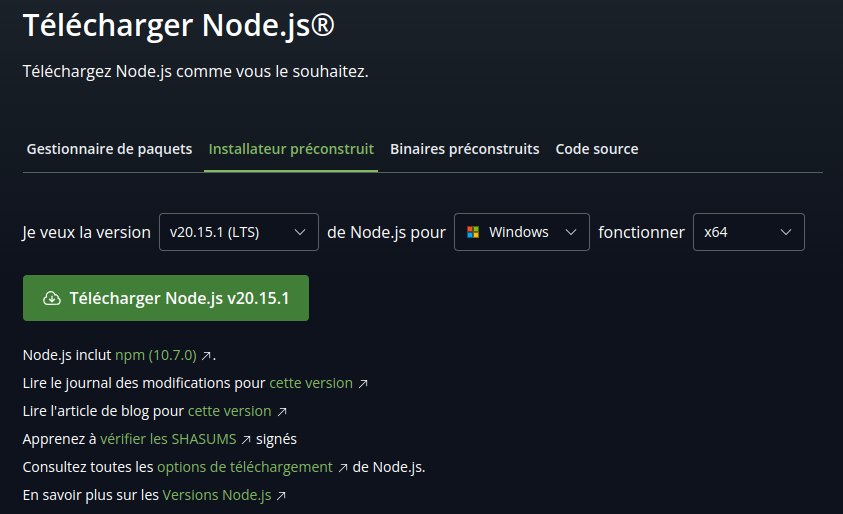 Télécharger Node.js®
Téléchargez Node.js comme vous le souhaitez.
Gestionnaire de paquets Installateur préconstruit Binaires préconstruits Code source
Je veux la version v20.15.1 (LTS) de Node.js pour Windows fonctionner x64
Télécharger Node.js v20.15.1
Node.js inclut npm (10.7.0) ↗.
Lire le journal des modifications pour cette version ↗
Lire l'article de blog pour cette version ↗
Apprenez à vérifier les SHASUMS ↗ signés
Consultez toutes les options de téléchargement ↗ de Node.js.
En savoir plus sur les Versions Node.js ↗